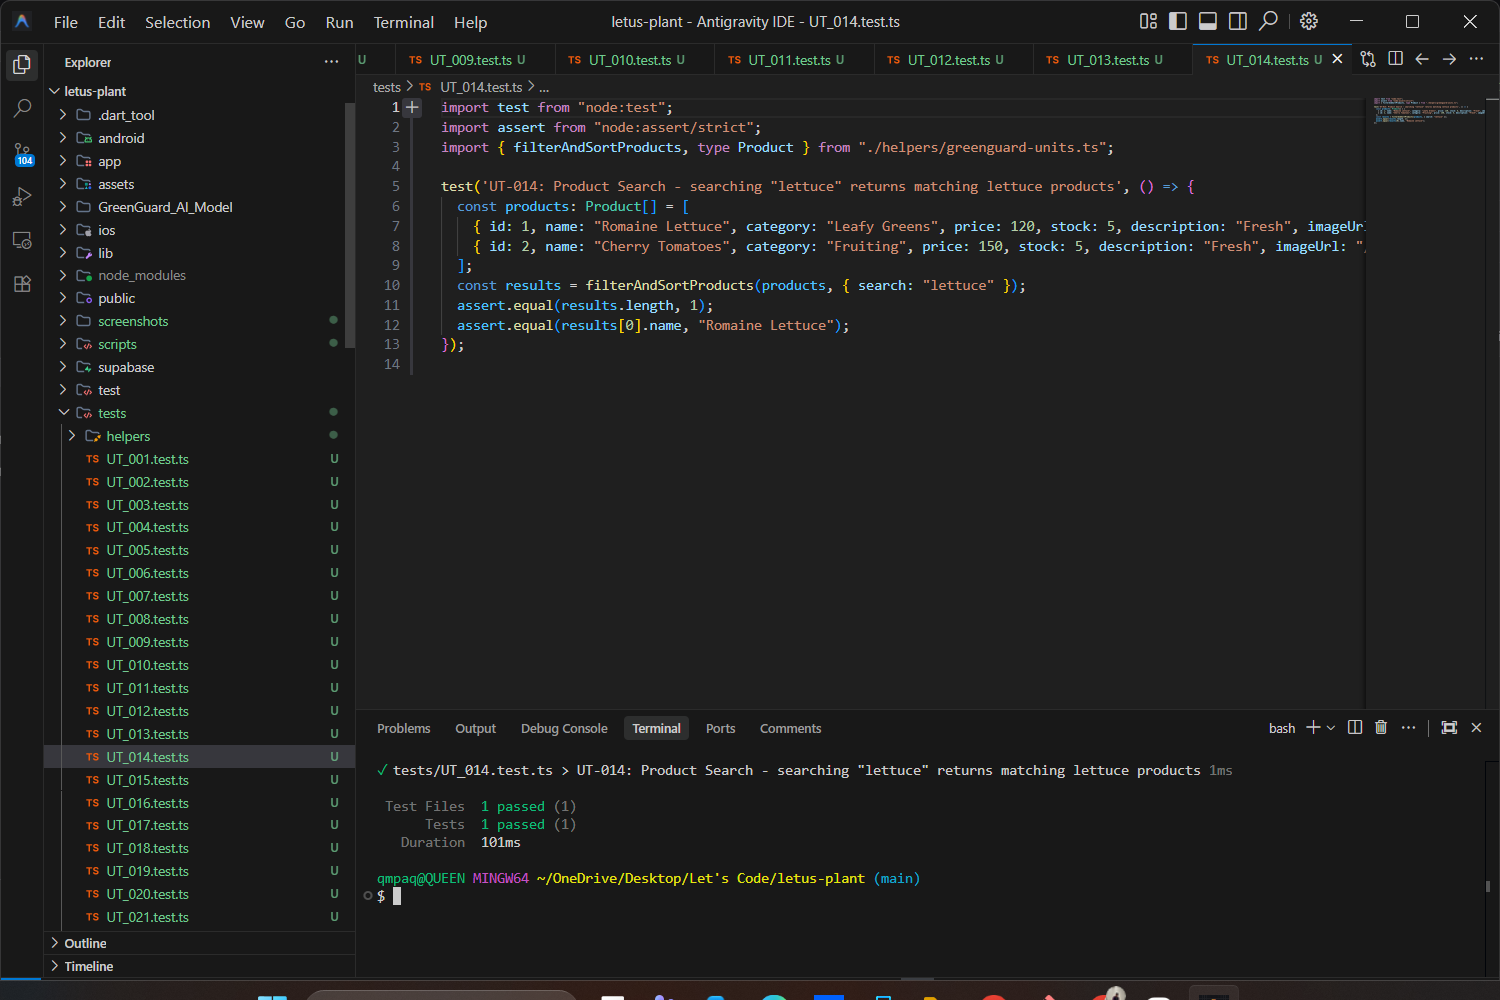 File Edit Selection View Go Run Terminal Help
letus-plant - Antigravity IDE - UT_014.test.ts
Explorer
letus-plant
.dart_tool
android
app
assets
GreenGuard_AI_Model
ios
lib
node_modules
public
screenshots
scripts
supabase
test
tests
helpers
UT_001.test.ts U
UT_002.test.ts U
UT_003.test.ts U
UT_004.test.ts U
UT_005.test.ts U
UT_006.test.ts U
UT_007.test.ts U
UT_008.test.ts U
UT_009.test.ts U
UT_010.test.ts U
UT_011.test.ts U
UT_012.test.ts U
UT_013.test.ts U
UT_014.test.ts U
UT_015.test.ts U
UT_016.test.ts U
UT_017.test.ts U
UT_018.test.ts U
UT_019.test.ts U
UT_020.test.ts U
UT_021.test.ts U
Outline
Timeline
104
U TS UT_009.test.ts U TS UT_010.test.ts U TS UT_011.test.ts U TS UT_012.test.ts U TS UT_013.test.ts U TS UT_014.test.ts U
tests > TS UT_014.test.ts > ...
1 import test from "node:test";
2 import assert from "node:assert/strict";
3 import { filterAndSortProducts, type Product } from "./helpers/greenguard-units.ts";
4
5 test('UT-014: Product Search - searching "lettuce" returns matching lettuce products', () => {
6 const products: Product[] = [
7 { id: 1, name: "Romaine Lettuce", category: "Leafy Greens", price: 120, stock: 5, description: "Fresh", imageUr
8 { id: 2, name: "Cherry Tomatoes", category: "Fruiting", price: 150, stock: 5, description: "Fresh", imageUrl: "/
9 ];
10 const results = filterAndSortProducts(products, { search: "lettuce" });
11 assert.equal(results.length, 1);
12 assert.equal(results[0].name, "Romaine Lettuce");
13 });
14
Problems Output Debug Console Terminal Ports Comments
bash
✓ tests/UT_014.test.ts > UT-014: Product Search - searching "lettuce" returns matching lettuce products 1ms
Test Files 1 passed (1)
Tests 1 passed (1)
Duration 101ms
qmpaq@QUEEN MINGW64 ~/OneDrive/Desktop/Let's Code/letus-plant (main)
$